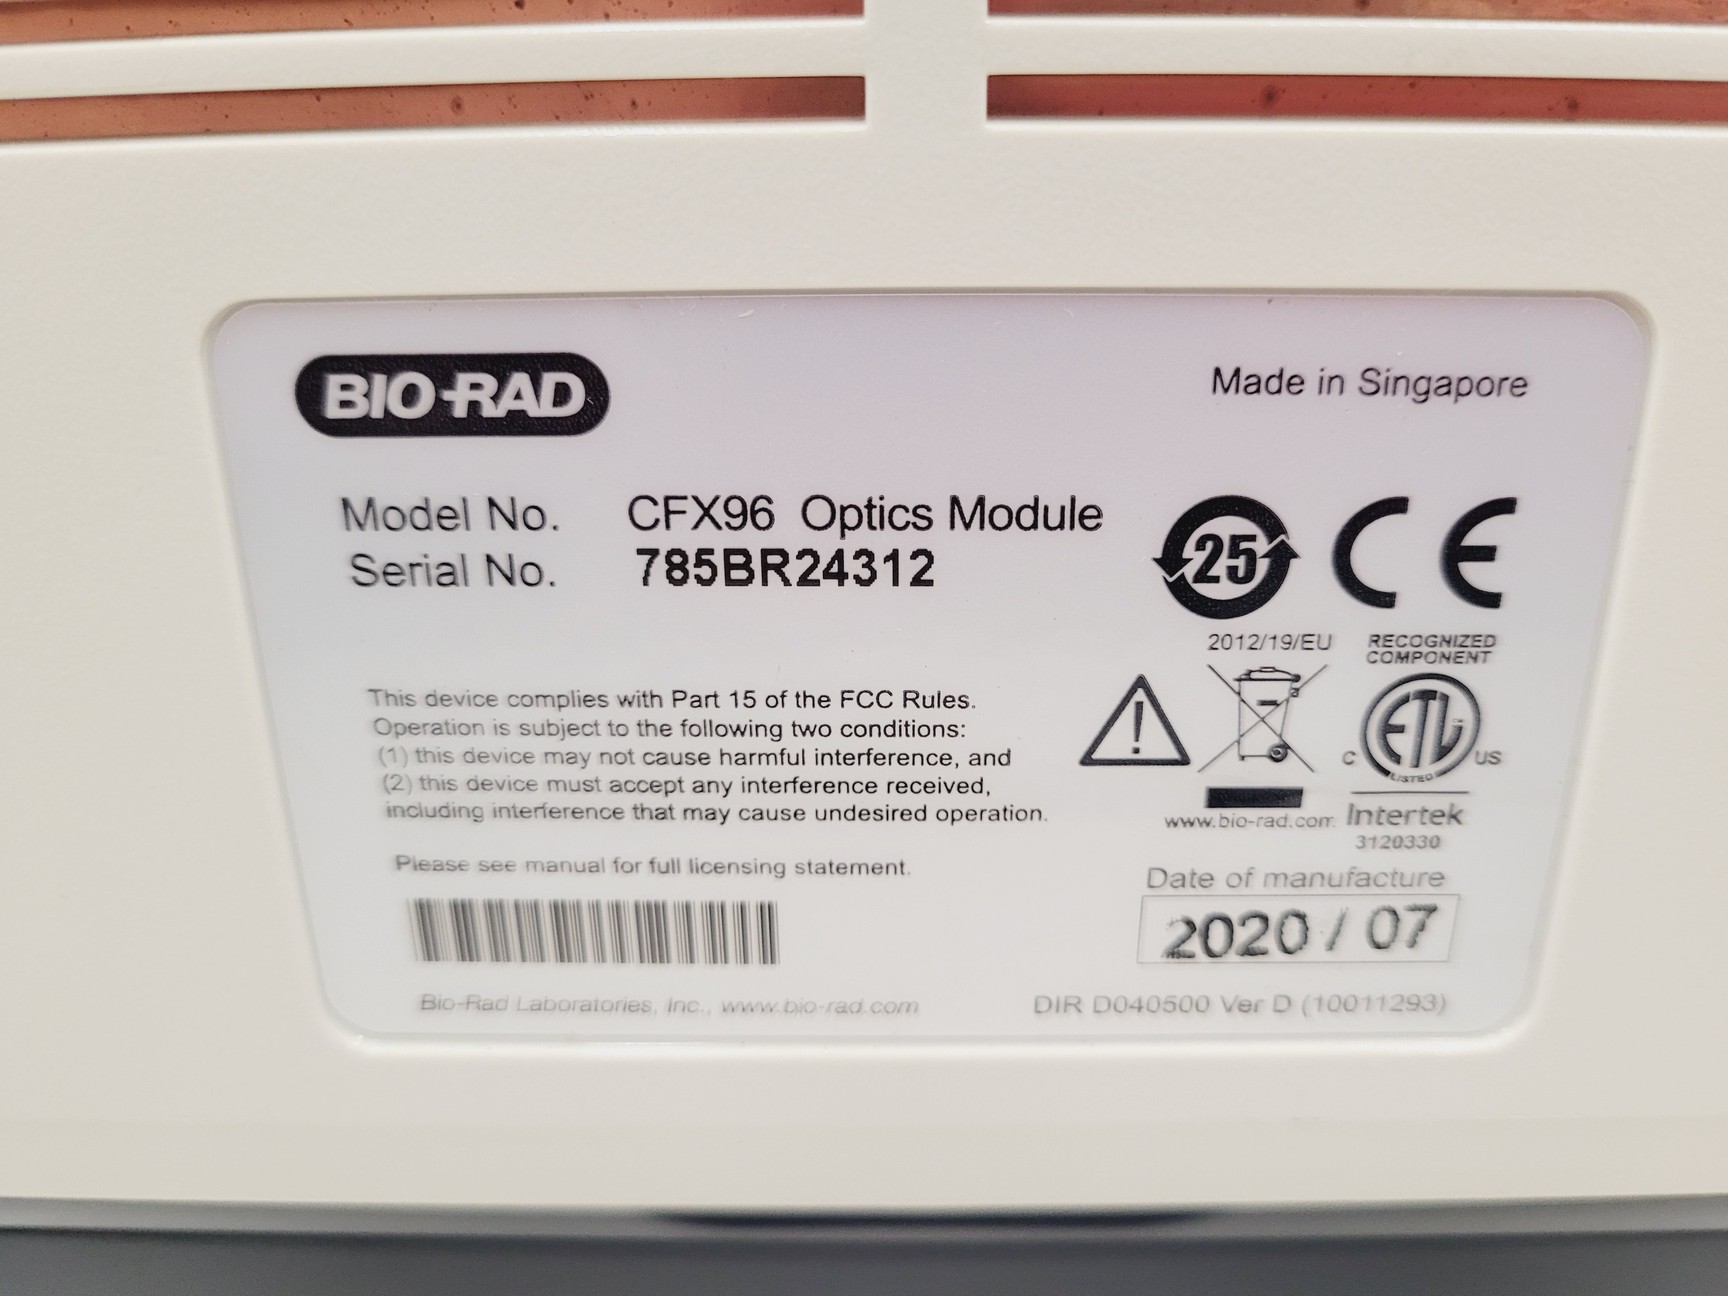 BIO-RAD
Made in Singapore
Model No. CFX96 Optics Module
Serial No. 785BR24312
25
CE
2012/19/EU
RECOGNIZED
COMPONENT
ETL
C US
LISTED
This device complies with Part 15 of the FCC Rules.
Operation is subject to the following two conditions:
(1) this device may not cause harmful interference, and
(2) this device must accept any interference received,
including interference that may cause undesired operation.
www.bio-rad.com
Intertek
3120330
Please see manual for full licensing statement.
Date of manufacture
2020 / 07
Bio-Rad Laboratories, Inc., www.bio-rad.com
DIR D040500 Ver D (10011293)